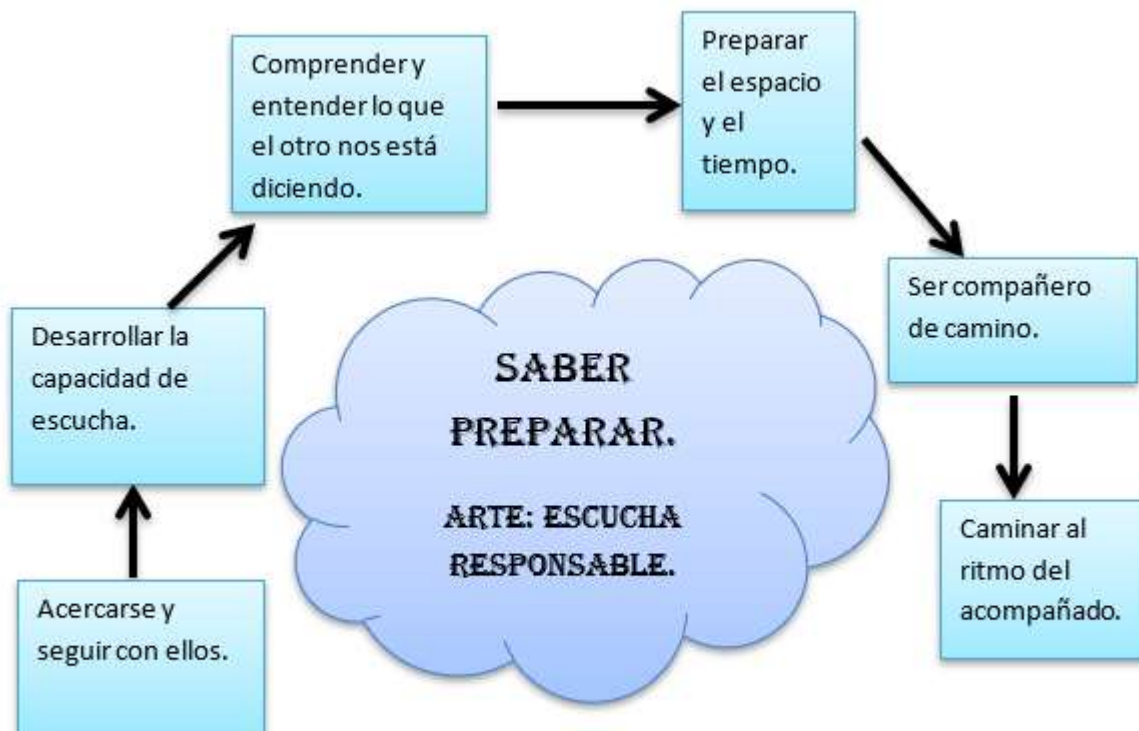 Comprender y
entender lo que
el otro nos está
diciendo.
Preparar
el espacio
y el
tiempo.
Desarrollar la
capacidad de
escucha.
Ser compañero
de camino.
SABER
PREPARAR.
ARTE: ESCUCHA
RESPONSABLE.
Acercarse y
seguir con ellos.
Caminar al
ritmo del
acompañado.